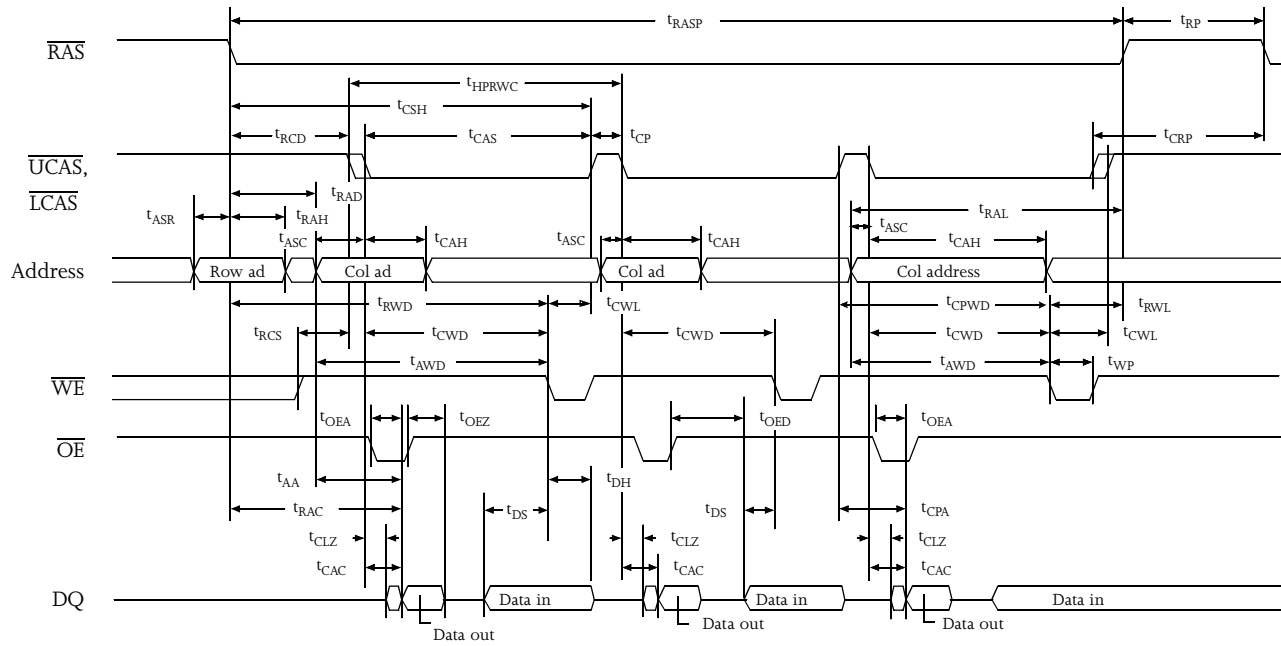 tRASP tRP
RAS
tHPRWC
tCSH
tRCD tCAS tCP tCRP
UCAS,
LCAS
tRAD
tASR tRAH tRAL
tASC
tASC tCAH tASC tCAH tCAH
Address Row ad Col ad Col ad Col address
tRWD tCWL tCPWD tRWL
tRCS tCWD tCWD tCWD tCWL
tAWD tAWD tWP
WE
tOEA tOEZ tOED tOEA
OE
tAA tDH
tRAC tDS tDS tCPA
tCLZ tCLZ tCLZ
tCAC tCAC tCAC
DQ Data in Data in Data in
Data out Data out Data out